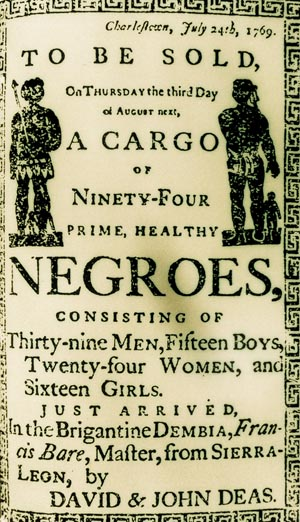 Charlestown, July 24th, 1769.
TO BE SOLD,
On THURSDAY the third Day
of AUGUST next,
A CARGO
OF
NINETY-FOUR
PRIME, HEALTHY
NEGROES,
CONSISTING OF
Thirty-nine MEN, Fifteen BOYS,
Twenty-four WOMEN, and
Sixteen GIRLS.
JUST ARRIVED,
In the Brigantine DEMBIA, Fran-
cis Bare, Maſter, from SIERRA-
LEON, by
DAVID & JOHN DEAS.